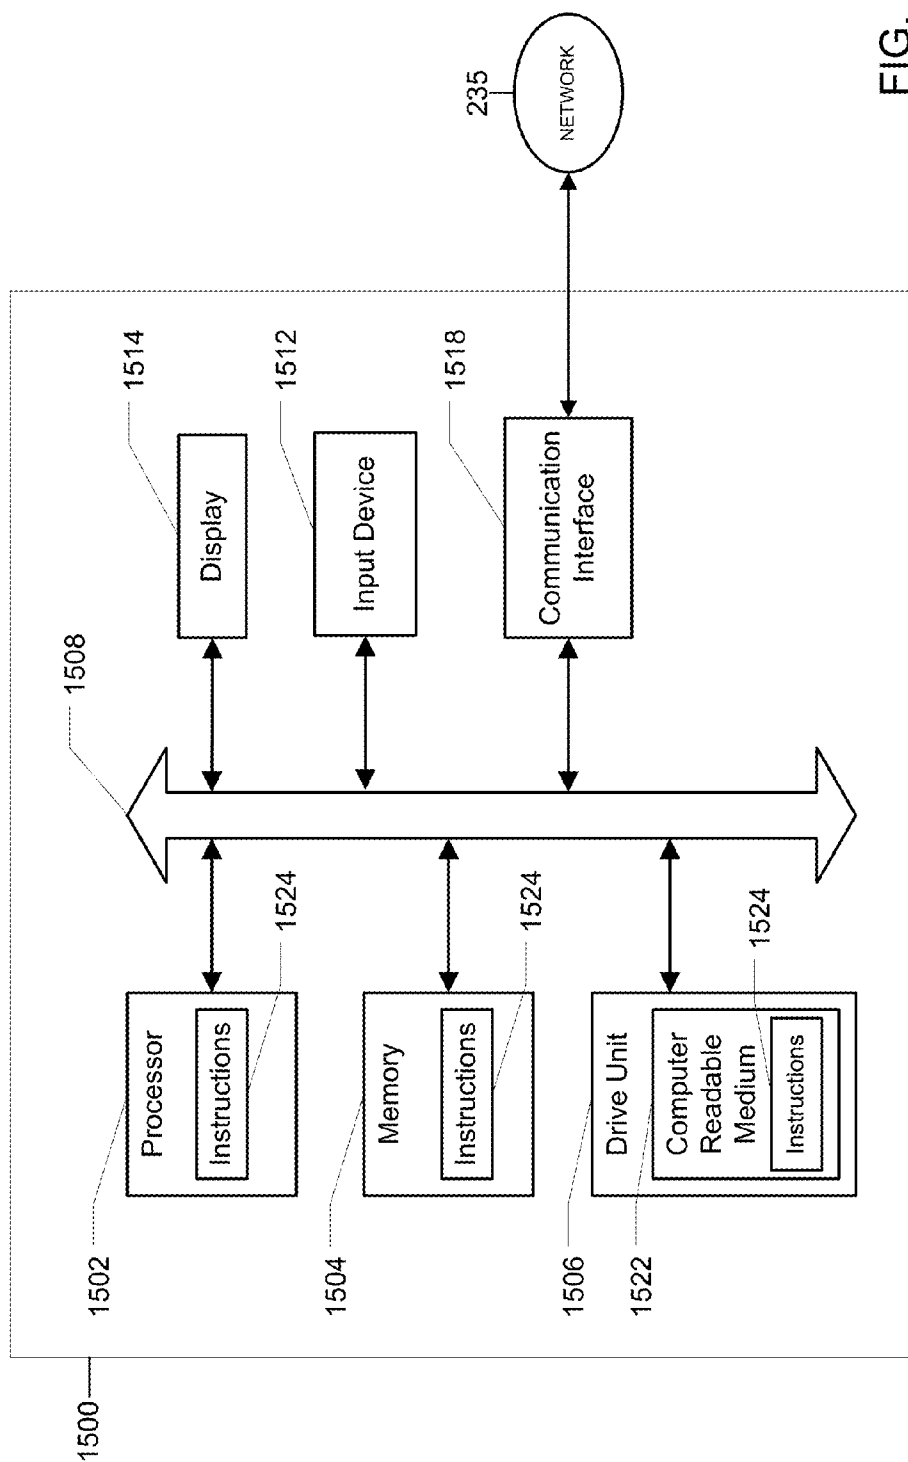 1500
1502
Processor
Instructions
1524
1504
Memory
Instructions
1524
1506
1522
Drive Unit
Computer
Readable
Medium
Instructions
1524
1508
Display
1514
Input Device
1512
Communication
Interface
1518
235
NETWORK
FIG.